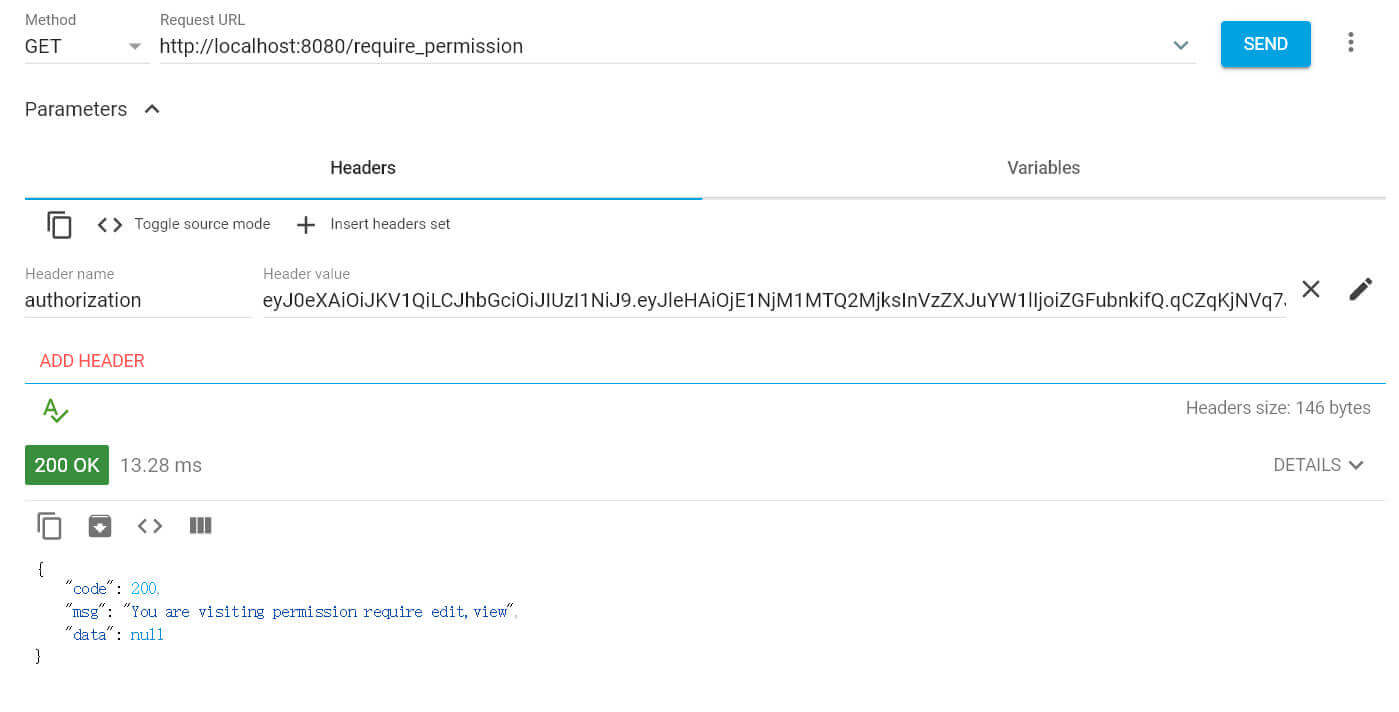 Method
Request URL
GET
http://localhost:8080/require_permission
SEND
Parameters
Headers
Variables
Toggle source mode
Insert headers set
Header name
Header value
authorization
eyJ0eXAiOiJKV1QiLCJhbGciOiJIUzI1NiJ9.eyJleHAiOjE1NjM1MTQ2MjksInVzZXJuYW1lIjoiZGFubnkifQ.qCZqKjNVq7
ADD HEADER
Headers size: 146 bytes
200 OK
13.28 ms
DETAILS
{
"code": 200,
"msg": "You are visiting permission require edit,view",
"data": null
}